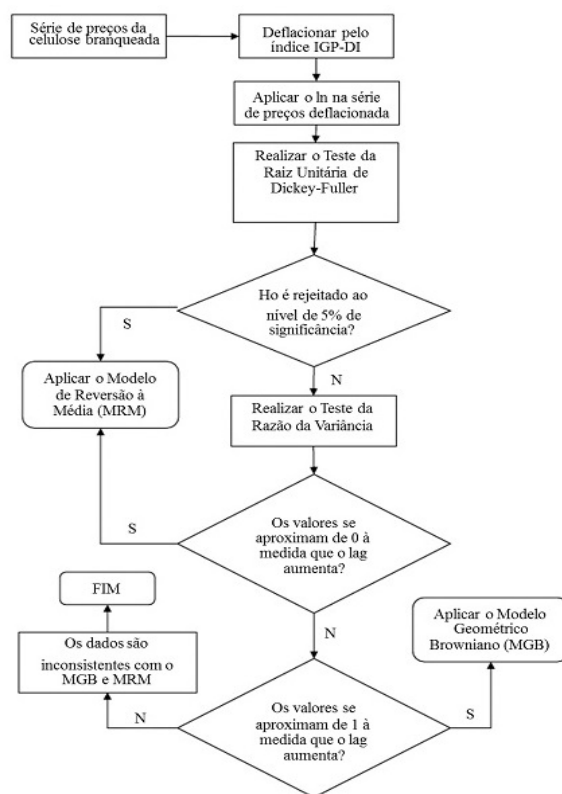 Série de preços da
celulose branqueada
Deflacionar pelo
índice IGP-DI
Aplicar o ln na série
de preços deflacionada
Realizar o Teste da
Raiz Unitária de
Dickey-Fuller
Ho é rejeitado ao
nível de 5% de
significância?
S
N
Aplicar o Modelo
de Reversão à
Média (MRM)
Realizar o Teste da
Razão da Variância
Os valores se
aproximam de 0 à
medida que o lag
aumenta?
S
N
FIM
Aplicar o Modelo
Geométrico
Browniano (MGB)
Os dados são
inconsistentes com o
MGB e MRM
Os valores se
aproximam de 1 à
medida que o lag
aumenta?
N
S